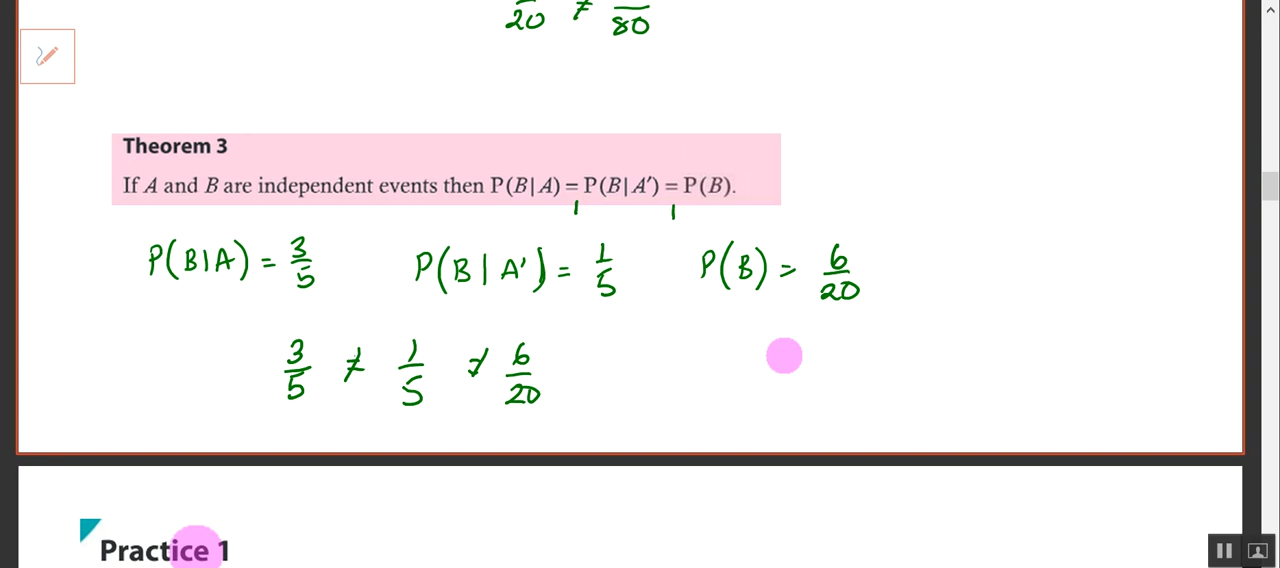 20 ≠ 80
Theorem 3
If A and B are independent events then P(B|A) = P(B|A′) = P(B).
P(B|A) = 3/5 P(B|A') = 1/5 P(B) = 6/20
3/5 ≠ 1/5 ≠ 6/20
Practice 1